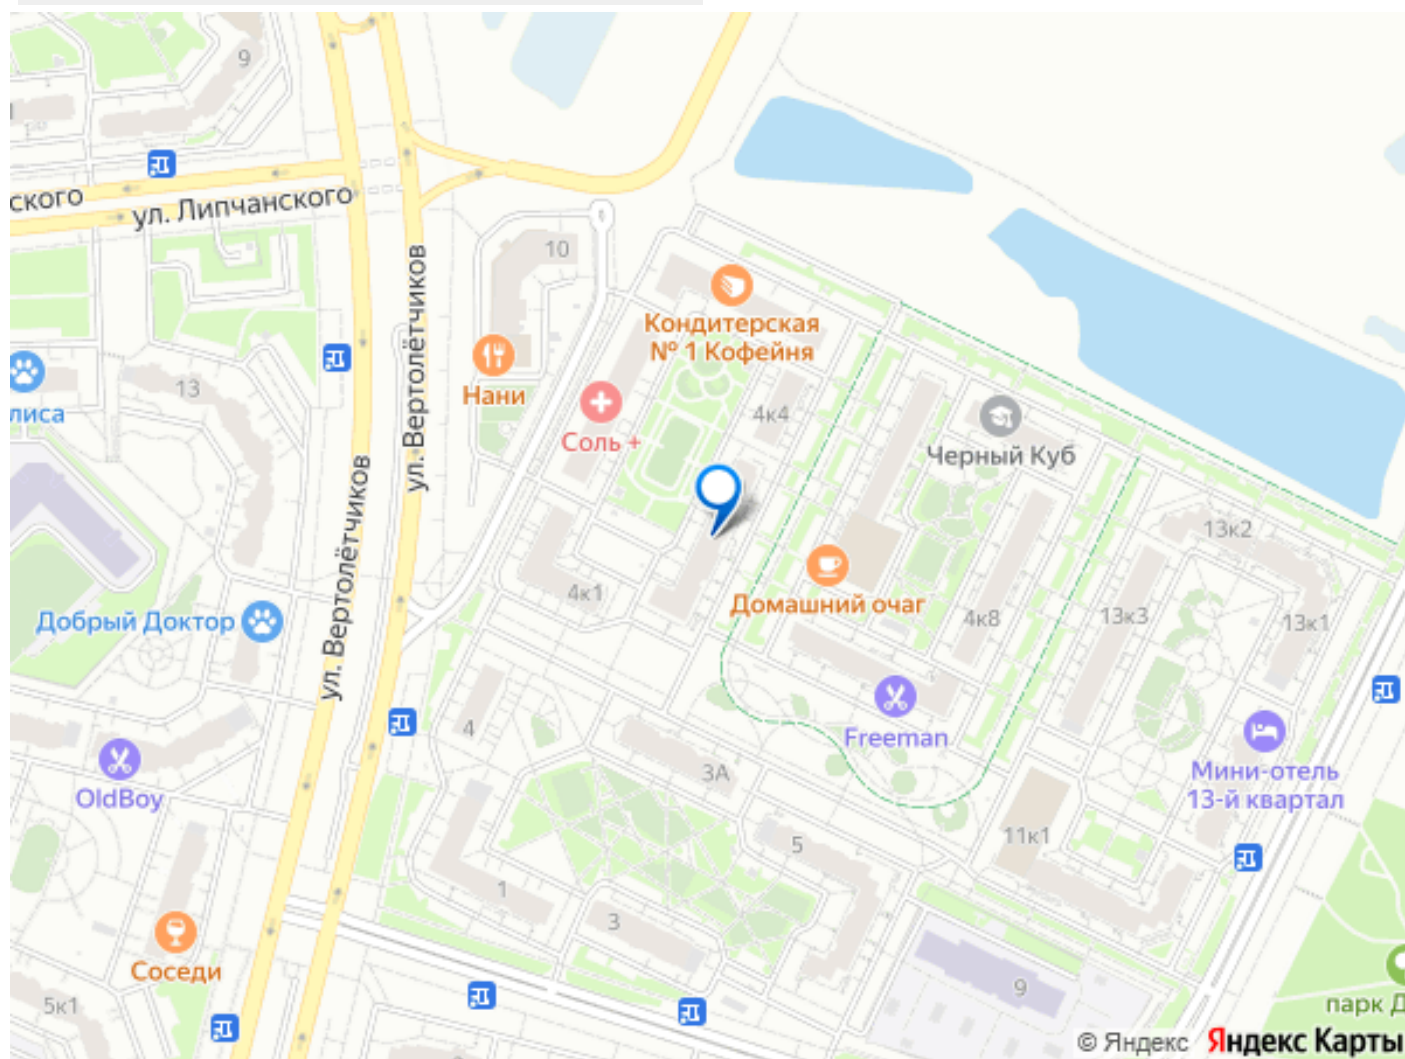 9
1
ского
ул. Липчанского
10
ул. Вертолётчиков
Кондитерская
№ 1 Кофейня
Нани
13
лиса
4к4
Соль +
Черный Куб
ул. Вертолётчиков
13к2
4к1
Домашний очаг
4к8
13к3
13к1
Добрый Доктор
4
Freeman
3А
Мини-отель
13-й квартал
OldBoy
11к1
5
1
3
Соседи
9
5к1
парк Д
© Яндекс Яндекс Карты